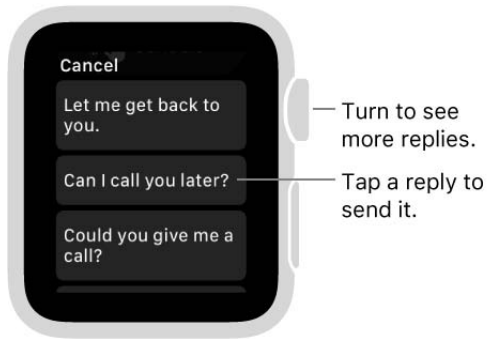 Cancel
Let me get back to
you.
Can I call you later?
Could you give me a
call?
Turn to see
more replies.
Tap a reply to
send it.